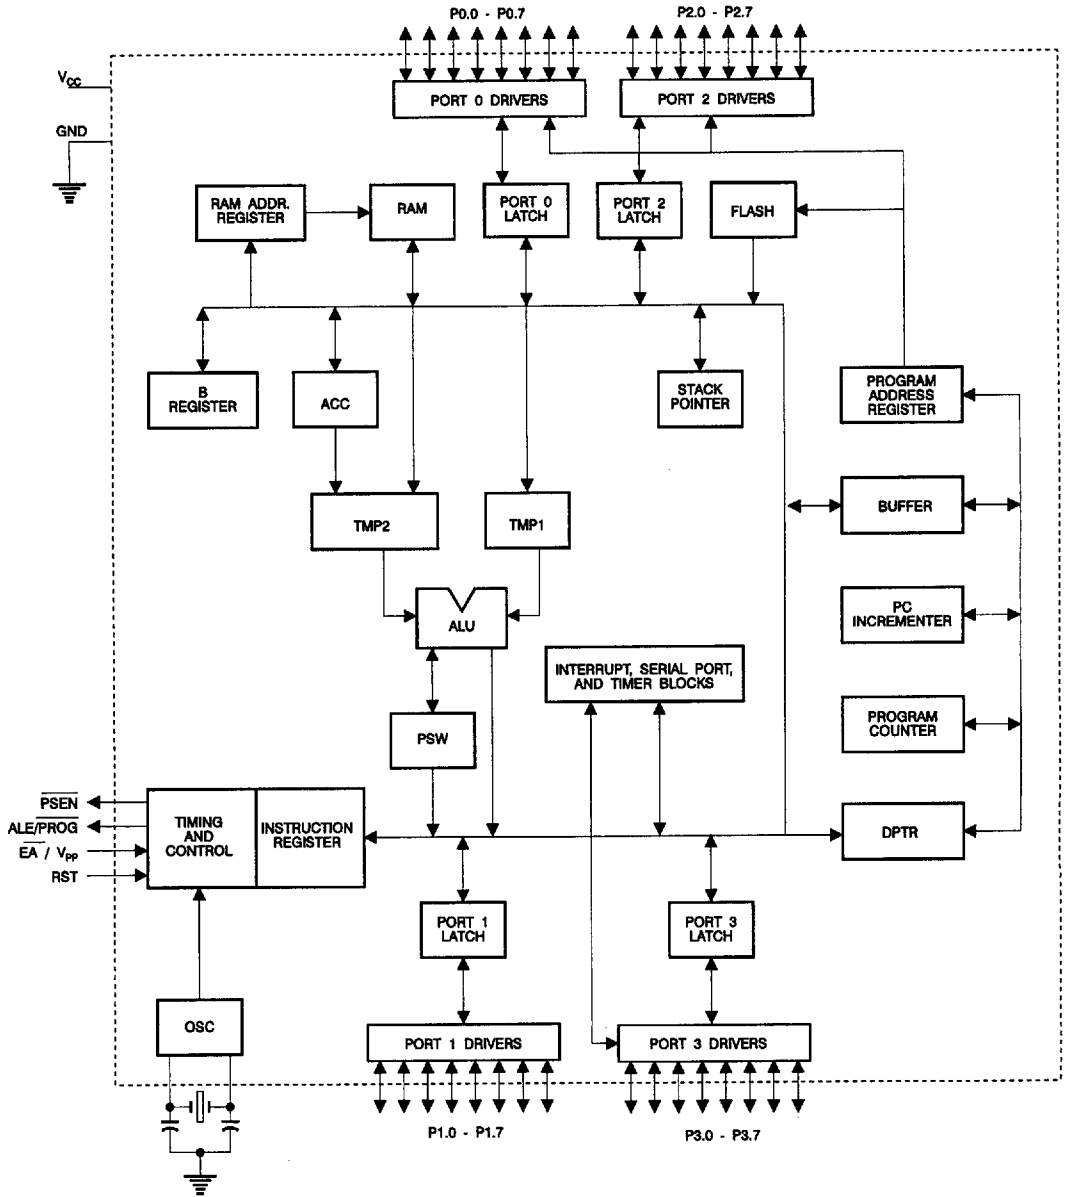 P0.0 - P0.7
P2.0 - P2.7
VCC
PORT 0 DRIVERS
PORT 2 DRIVERS
GND
RAM ADDR.
REGISTER
RAM
PORT 0
LATCH
PORT 2
LATCH
FLASH
B
REGISTER
ACC
STACK
POINTER
PROGRAM
ADDRESS
REGISTER
TMP2
TMP1
BUFFER
ALU
PC
INCREMENTER
INTERRUPT, SERIAL PORT,
AND TIMER BLOCKS
PSW
PROGRAM
COUNTER
PSEN
ALE/PROG
EA / VPP
RST
TIMING
AND
CONTROL
INSTRUCTION
REGISTER
DPTR
PORT 1
LATCH
PORT 3
LATCH
OSC
PORT 1 DRIVERS
PORT 3 DRIVERS
P1.0 - P1.7
P3.0 - P3.7